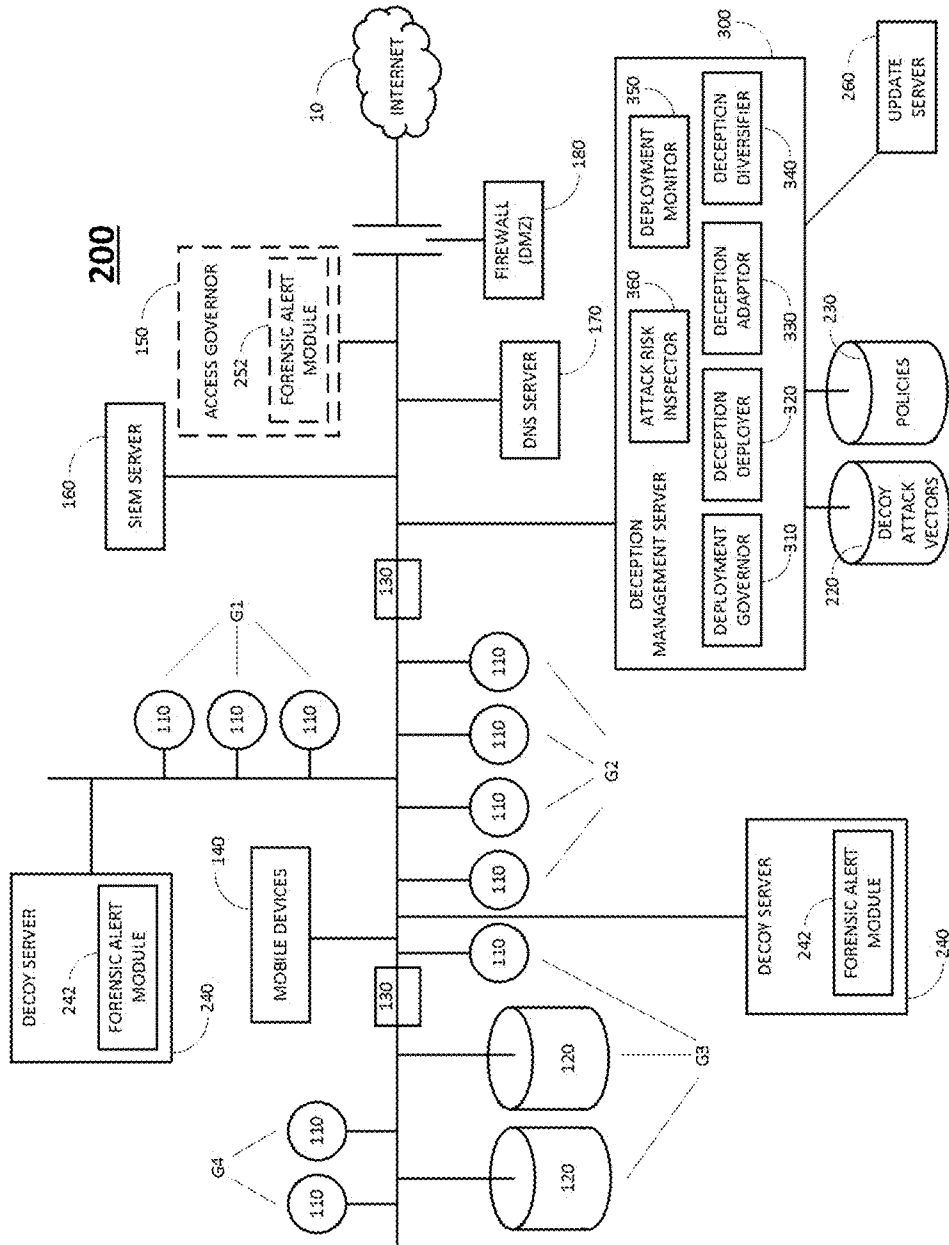 200
INTERNET
10
FIREWALL
(DMZ)
180
ACCESS GOVERNOR
150
252
FORENSIC ALERT
MODULE
SIEM SERVER
160
DNS SERVER
170
130
DECEPTION
MANAGEMENT SERVER
300
ATTACK RISK
INSPECTOR
360
DEPLOYMENT
MONITOR
350
DEPLOYMENT
GOVERNOR
310
DECEPTION
DEPLOYER
320
DECEPTION
ADAPTOR
330
DECEPTION
DIVERSIFIER
340
UPDATE
SERVER
260
DECOY
ATTACK
VECTORS
220
POLICIES
230
G1
110
110
110
110
110
110
110
G2
110
G3
120
120
130
MOBILE DEVICES
140
DECOY SERVER
242
FORENSIC ALERT
MODULE
240
DECOY SERVER
242
FORENSIC ALERT
MODULE
240
G4
110
110